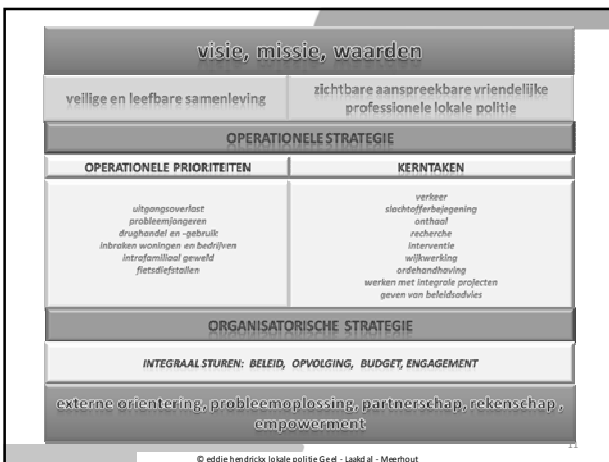 visie, missie, waarden
veilige en leefbare samenleving
zichtbare aanspreekbare vriendelijke
professionele lokale politie
OPERATIONELE STRATEGIE
OPERATIONELE PRIORITEITEN
KERNTAKEN
uitgangsoverlast
probleemjongeren
drughandel en -gebruik
inbraken woningen en bedrijven
intrafamiliaal geweld
fietsdiefstallen
verkeer
slachtofferbejegening
onthaal
recherche
interventie
wijkwerking
ordehandhaving
werken met integrale projecten
geven van beleidsadvies
ORGANISATORISCHE STRATEGIE
INTEGRAAL STUREN: BELEID, OPVOLGING, BUDGET, ENGAGEMENT
externe orientering, probleemoplossing, partnerschap, rekenschap,
empowerment
11
© eddie hendrickx lokale politie Geel - Laakdal - Meerhout